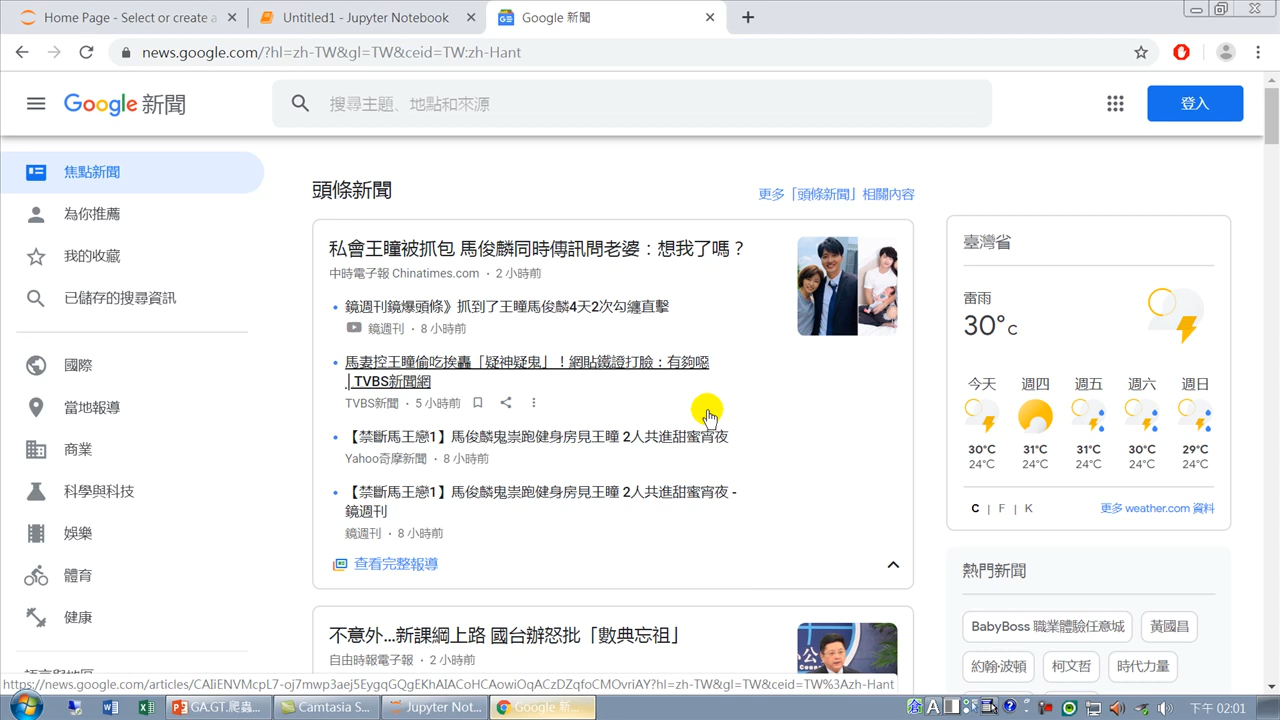 Home Page - Select or create a
Untitled1 - Jupyter Notebook
Google 新聞
news.google.com/?hl=zh-TW&gl=TW&ceid=TW:zh-Hant
Google 新聞
搜尋主題、地點和來源
登入
焦點新聞
為你推薦
我的收藏
已儲存的搜尋資訊
國際
當地報導
商業
科學與科技
娛樂
體育
健康
頭條新聞
更多「頭條新聞」相關內容
私會王瞳被抓包 馬俊麟同時傳訊問老婆：想我了嗎？
中時電子報 Chinatimes.com · 2 小時前
• 鏡週刊鏡爆頭條》抓到了王瞳馬俊麟4天2次勾纏直擊
鏡週刊 · 8 小時前
• 馬妻控王瞳偷吃挨轟「疑神疑鬼」！網貼鐵證打臉：有夠噁
│TVBS新聞網
TVBS新聞 · 5 小時前
• 【禁斷馬王戀1】馬俊麟鬼祟跑健身房見王瞳 2人共進甜蜜宵夜
Yahoo奇摩新聞 · 8 小時前
• 【禁斷馬王戀1】馬俊麟鬼祟跑健身房見王瞳 2人共進甜蜜宵夜 -
鏡週刊
鏡週刊 · 8 小時前
查看完整報導
不意外...新課綱上路 國台辦怒批「數典忘祖」
自由時報電子報 · 2 小時前
臺灣省
雷雨
30°C
今天 週四 週五 週六 週日
30°C 31°C 31°C 30°C 29°C
24°C 24°C 24°C 24°C 24°C
C | F | K
更多 weather.com 資料
熱門新聞
BabyBoss 職業體驗任意城
黃國昌
約翰·波頓
柯文哲
時代力量
GA.GT.爬蟲...
Camtasia S...
Jupyter Not...
Google 新...
下午 02:01